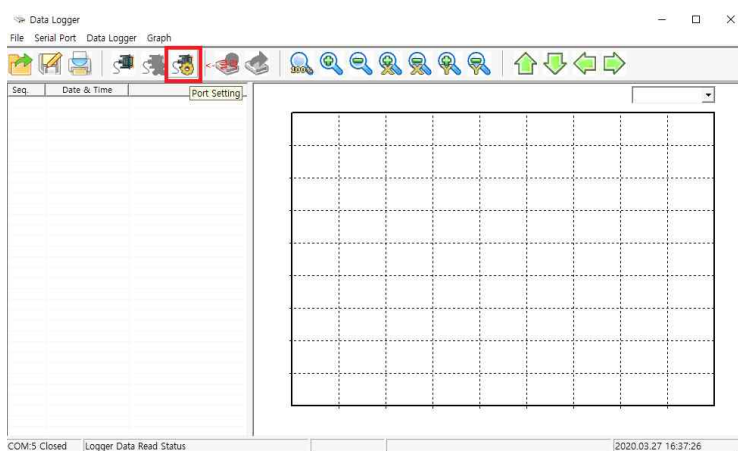 Data Logger
File Serial Port Data Logger Graph
100%
Seq. Date & Time
Port Setting
COM:5 Closed Logger Data Read Status 2020.03.27 16:37:26